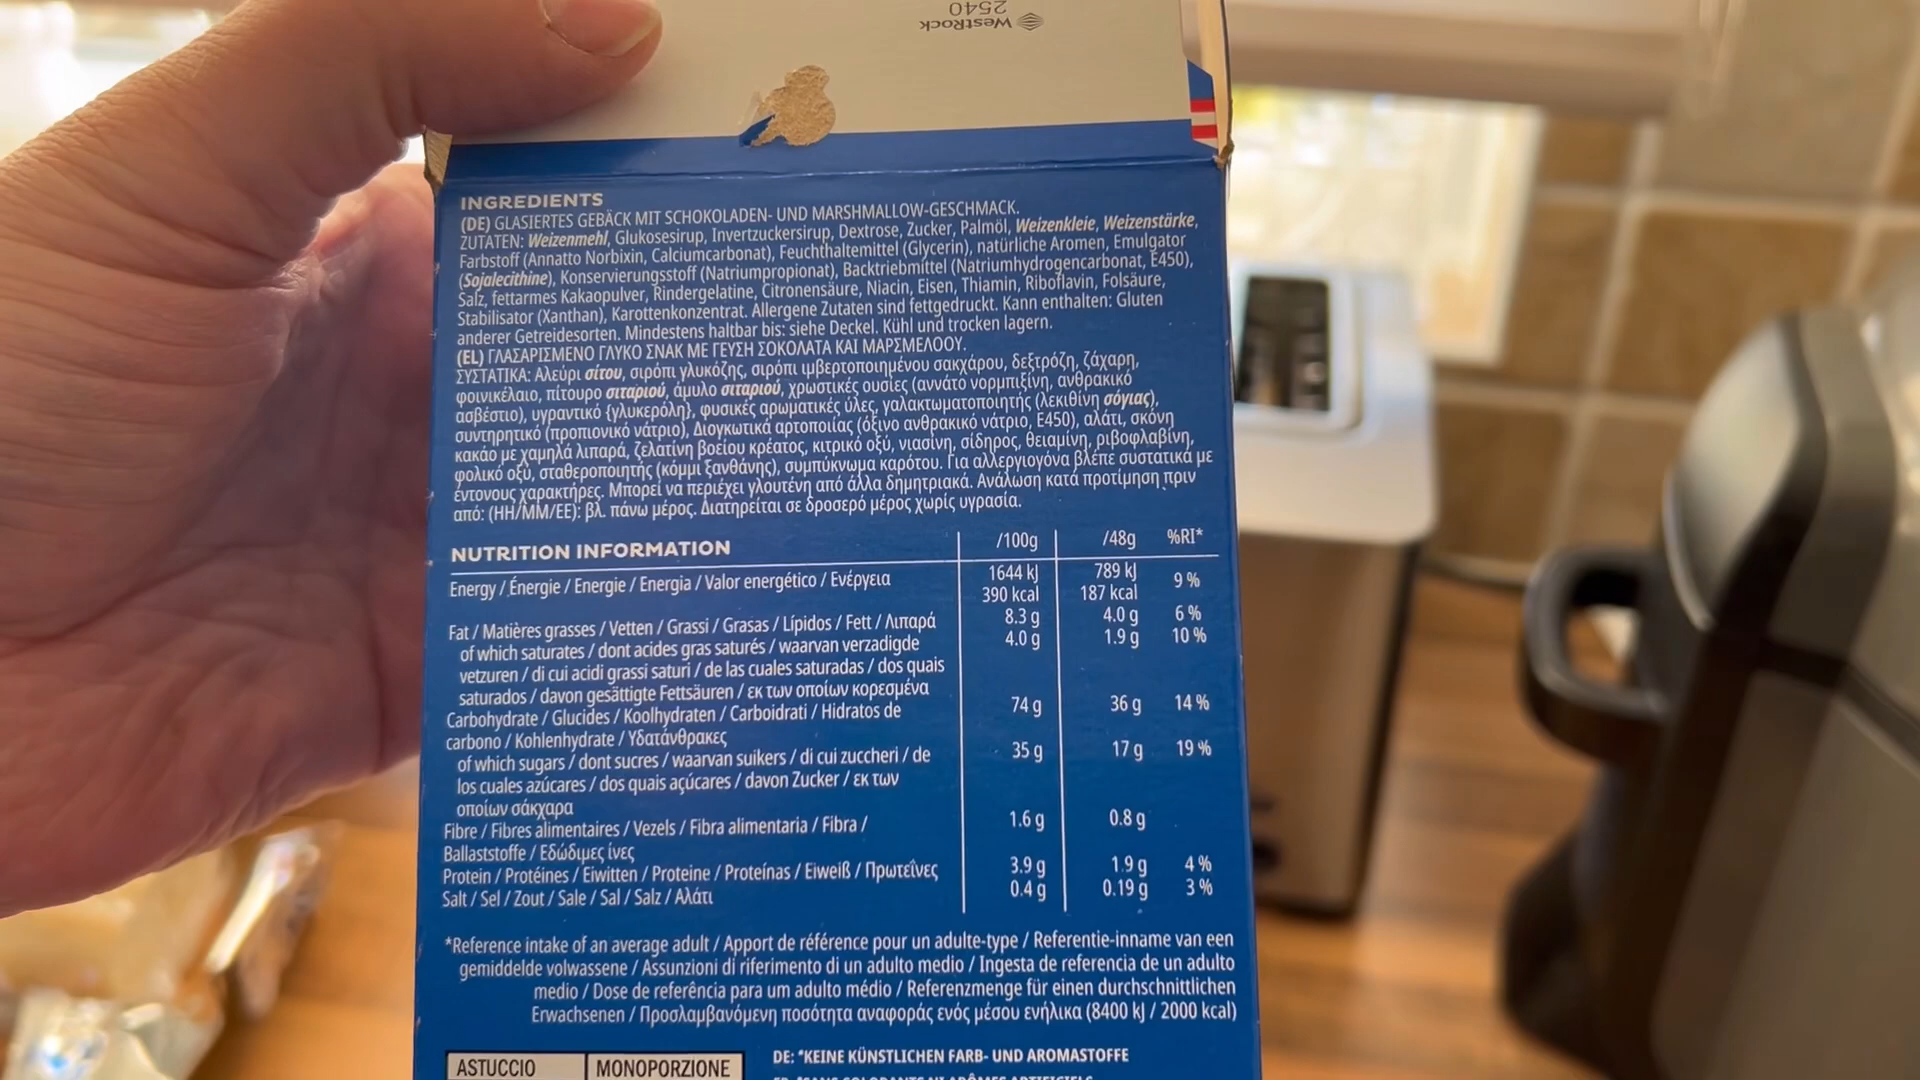 WestRock
2540
INGREDIENTS
(DE) GLASIERTES GEBÄCK MIT SCHOKOLADEN- UND MARSHMALLOW-GESCHMACK.
ZUTATEN: Weizenmehl, Glukosesirup, Invertzuckersirup, Dextrose, Zucker, Palmöl, Weizenkleie, Weizenstärke,
Farbstoff (Annatto Norbixin, Calciumcarbonat), Feuchthaltemittel (Glycerin), natürliche Aromen, Emulgator
(Sojalecithine), Konservierungsstoff (Natriumpropionat), Backtriebmittel (Natriumhydrogencarbonat, E450),
Salz, fettarmes Kakaopulver, Rindergelatine, Citronensäure, Niacin, Eisen, Thiamin, Riboflavin, Folsäure,
Stabilisator (Xanthan), Karottenkonzentrat. Allergene Zutaten sind fettgedruckt. Kann enthalten: Gluten
anderer Getreidesorten. Mindestens haltbar bis: siehe Deckel. Kühl und trocken lagern.
(EL) ΓΛΑΣΑΡΙΣΜΕΝΟ ΓΛΥΚΟ ΣΝΑΚ ΜΕ ΓΕΥΣΗ ΣΟΚΟΛΑΤΑ ΚΑΙ ΜΑΡΣΜΕΛΟΟΥ.
ΣΥΣΤΑΤΙΚΑ: Αλεύρι σίτου, σιρόπι γλυκόζης, σιρόπι ιμβερτοποιημένου σακχάρου, δεξτρόζη, ζάχαρη,
φοινικέλαιο, πίτουρο σιταριού, άμυλο σιταριού, χρωστικές ουσίες (αννάτο νορμπιξίνη, ανθρακικό
ασβέστιο), υγραντικό {γλυκερόλη}, φυσικές αρωματικές ύλες, γαλακτωματοποιητής (λεκιθίνη σόγιας),
συντηρητικό (προπιονικό νάτριο), Διογκωτικά αρτοποιίας (όξινο ανθρακικό νάτριο, E450), αλάτι, σκόνη
κακάο με χαμηλά λιπαρά, ζελατίνη βοείου κρέατος, κιτρικό οξύ, νιασίνη, σίδηρος, θειαμίνη, ριβοφλαβίνη,
φολικό οξύ, σταθεροποιητής (κόμμι ξανθάνης), συμπύκνωμα καρότου. Για αλλεργιογόνα βλέπε συστατικά με
έντονους χαρακτήρες. Μπορεί να περιέχει γλουτένη από άλλα δημητριακά. Ανάλωση κατά προτίμηση πριν
από: (ΗΗ/ΜΜ/ΕΕ): βλ. πάνω μέρος. Διατηρείται σε δροσερό μέρος χωρίς υγρασία.
NUTRITION INFORMATION /100g /48g %RI*
Energy / Énergie / Energie / Energia / Valor energético / Ενέργεια 1644 kJ 789 kJ 9 %
390 kcal 187 kcal
Fat / Matières grasses / Vetten / Grassi / Grasas / Lípidos / Fett / Λιπαρά 8.3 g 4.0 g 6 %
of which saturates / dont acides gras saturés / waarvan verzadigde 4.0 g 1.9 g 10 %
vetzuren / di cui acidi grassi saturi / de las cuales saturadas / dos quais
saturados / davon gesättigte Fettsäuren / εκ των οποίων κορεσμένα
Carbohydrate / Glucides / Koolhydraten / Carboidrati / Hidratos de 74 g 36 g 14 %
carbono / Kohlenhydrate / Υδατάνθρακες
of which sugars / dont sucres / waarvan suikers / di cui zuccheri / de 35 g 17 g 19 %
los cuales azúcares / dos quais açúcares / davon Zucker / εκ των
οποίων σάκχαρα
Fibre / Fibres alimentaires / Vezels / Fibra alimentaria / Fibra / 1.6 g 0.8 g
Ballaststoffe / Εδώδιμες ίνες
Protein / Protéines / Eiwitten / Proteine / Proteínas / Eiweiß / Πρωτεΐνες 3.9 g 1.9 g 4 %
Salt / Sel / Zout / Sale / Sal / Salz / Αλάτι 0.4 g 0.19 g 3 %
*Reference intake of an average adult / Apport de référence pour un adulte-type / Referentie-inname van een
gemiddelde volwassene / Assunzioni di riferimento di un adulto medio / Ingesta de referencia de un adulto
medio / Dose de referência para um adulto médio / Referenzmenge für einen durchschnittlichen
Erwachsenen / Προσλαμβανόμενη ποσότητα αναφοράς ενός μέσου ενήλικα (8400 kJ / 2000 kcal)
ASTUCCIO MONOPORZIONE
DE: *KEINE KÜNSTLICHEN FARB- UND AROMASTOFFE